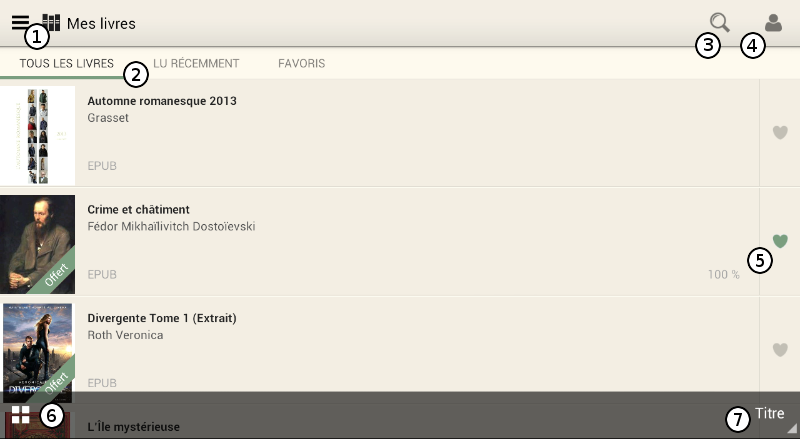 Mes livres
1
2
3
4
TOUS LES LIVRES
LU RÉCEMMENT
FAVORIS
Automne romanesque 2013
Grasset
EPUB
Crime et châtiment
Fédor Mikhaïlivitch Dostoïevski
Offert
EPUB
100 %
5
Divergente Tome 1 (Extrait)
Roth Veronica
Offert
EPUB
6
L'Île mystérieuse
7
Titre